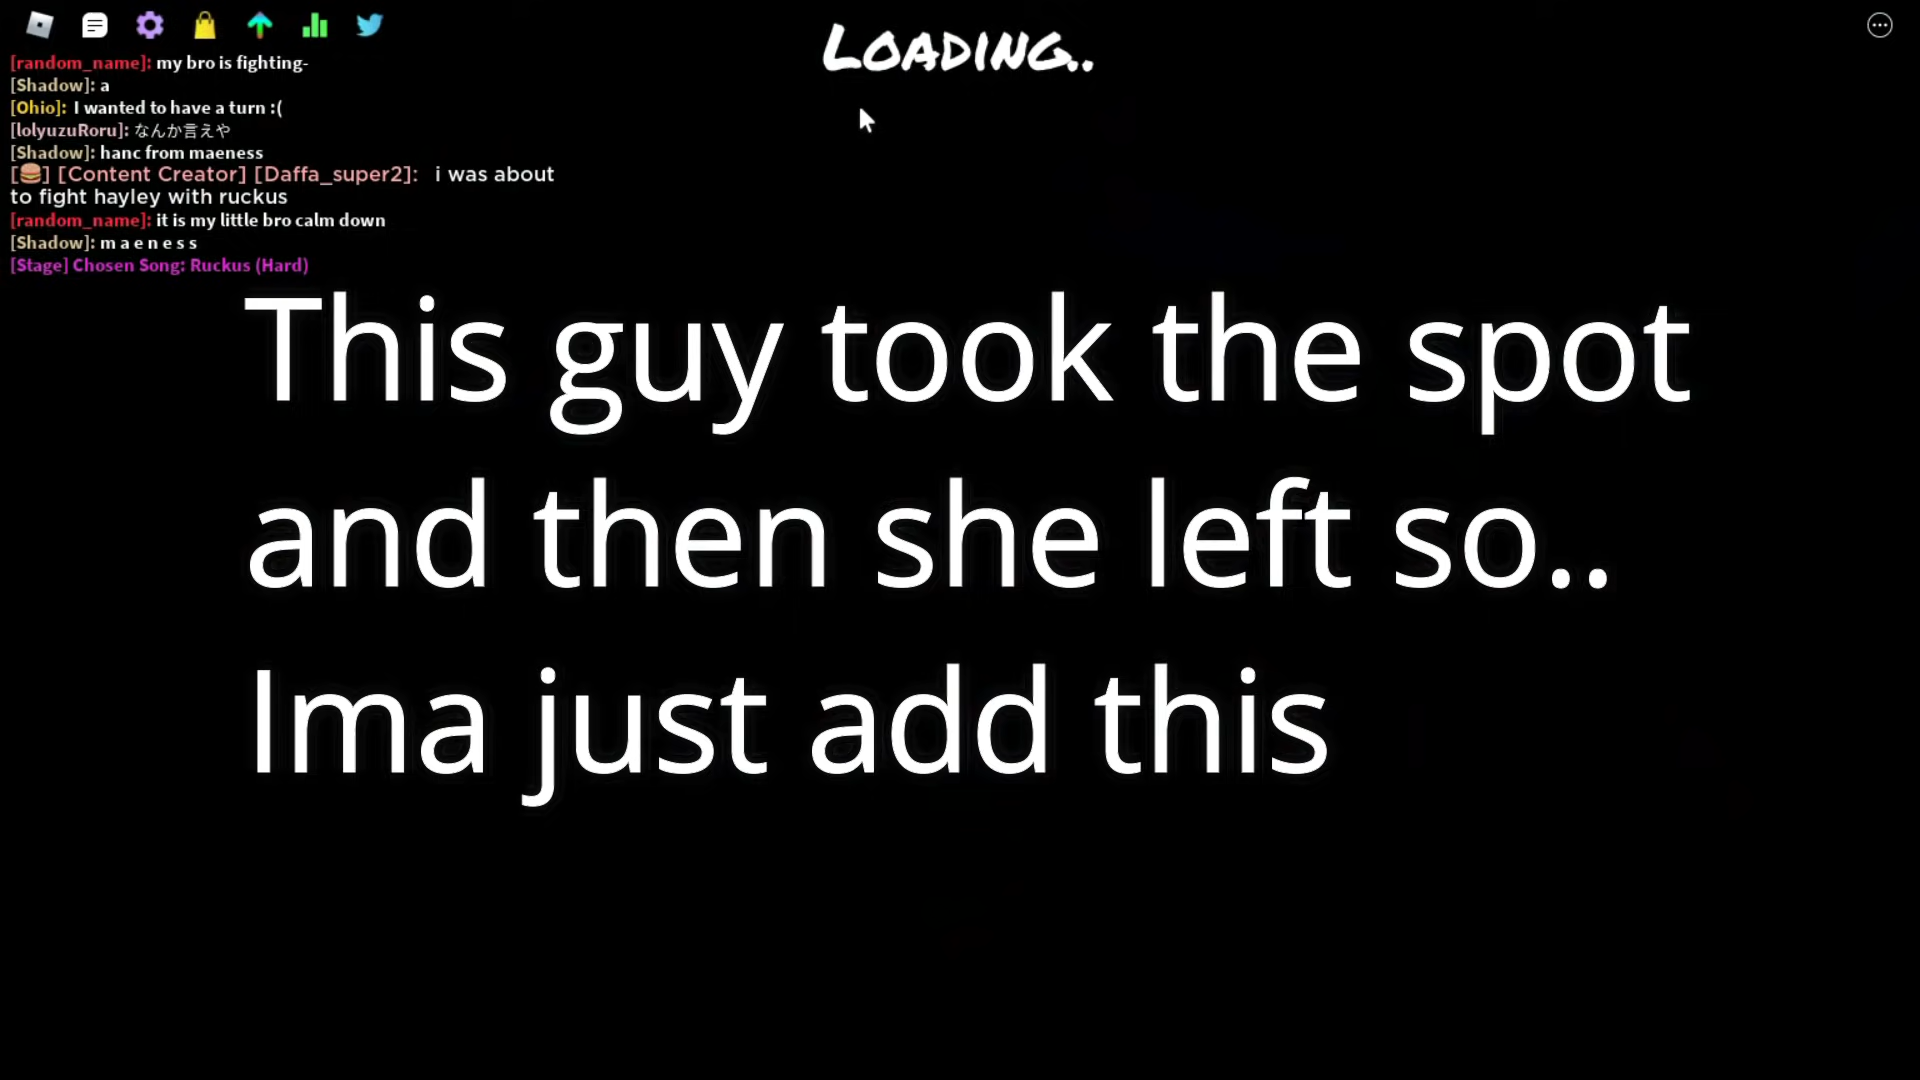 LOADING..
[random_name]: my bro is fighting-
[Shadow]: a
[Ohio]: I wanted to have a turn :(
[lolyuzuRoru]: なんか言えや
[Shadow]: hanc from maeness
[🍔] [Content Creator] [Daffa_super2]: i was about
to fight hayley with ruckus
[random_name]: it is my little bro calm down
[Shadow]: m a e n e s s
[Stage] Chosen Song: Ruckus (Hard)
This guy took the spot
and then she left so..
Ima just add this